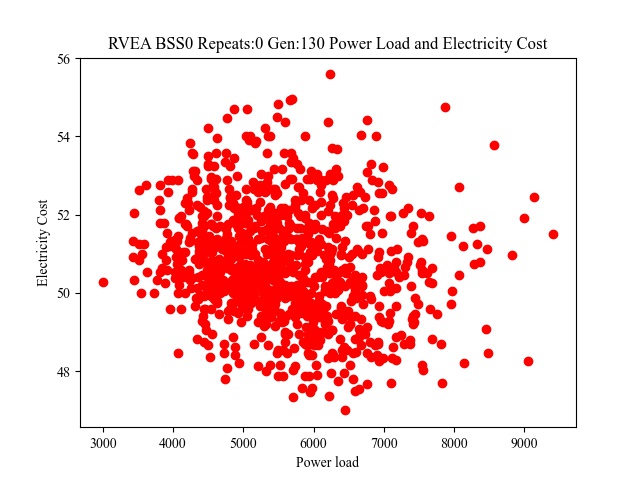 RVEA BSS0 Repeats:0 Gen:130 Power Load and Electricity Cost
56
54
52
50
48
Electricity Cost
3000 4000 5000 6000 7000 8000 9000
Power load